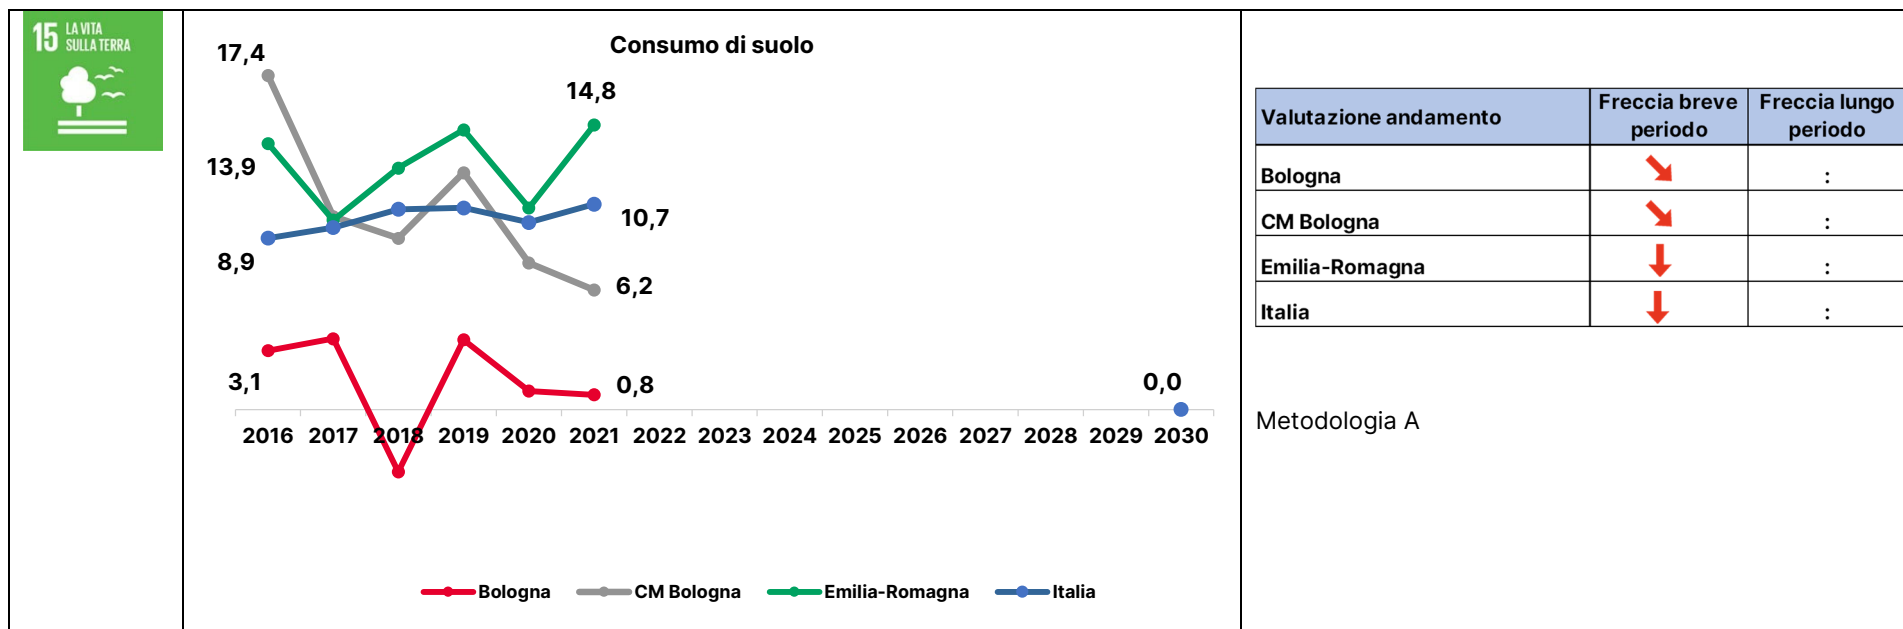 15 LA VITA
SULLA TERRA
Consumo di suolo
17,4
14,8
13,9
10,7
8,9
6,2
3,1
0,8
0,0
2016 2017 2018 2019 2020 2021 2022 2023 2024 2025 2026 2027 2028 2029 2030
Bologna CM Bologna Emilia-Romagna Italia
Valutazione andamento Freccia breve periodo Freccia lungo periodo
Bologna :
CM Bologna :
Emilia-Romagna :
Italia :
Metodologia A